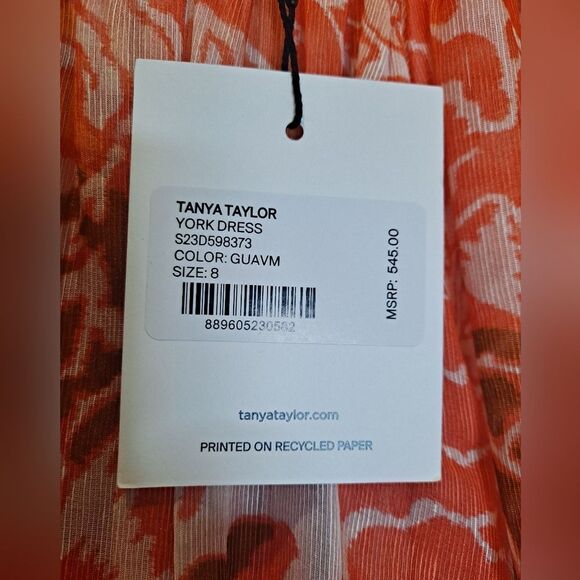 TANYA TAYLOR
YORK DRESS
S23D598373
COLOR: GUAVM
SIZE: 8
889605230582
MSRP: 545.00
tanyataylor.com
PRINTED ON RECYCLED PAPER